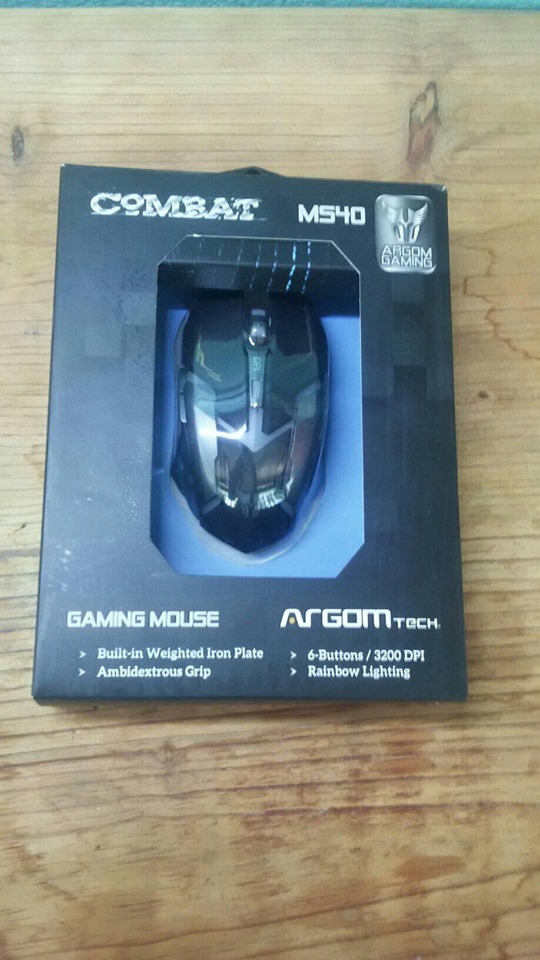 COMBAT
MS40
ARGOM
GAMING
GAMING MOUSE
ARGOM TECH
Built-in Weighted Iron Plate
Ambidextrous Grip
6-Buttons / 3200 DPI
Rainbow Lighting